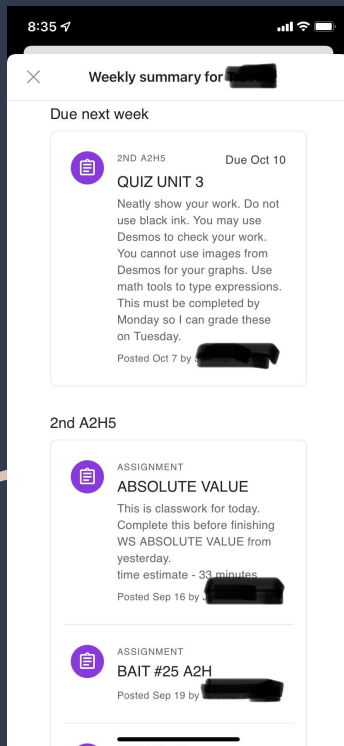 8:35
Weekly summary for
Due next week
2ND A2H5
Due Oct 10
QUIZ UNIT 3
Neatly show your work. Do not
use black ink. You may use
Desmos to check your work.
You cannot use images from
Desmos for your graphs. Use
math tools to type expressions.
This must be completed by
Monday so I can grade these
on Tuesday.
Posted Oct 7 by
2nd A2H5
ASSIGNMENT
ABSOLUTE VALUE
This is classwork for today.
Complete this before finishing
WS ABSOLUTE VALUE from
yesterday.
time estimate - 33 minutes
Posted Sep 16 by
ASSIGNMENT
BAIT #25 A2H
Posted Sep 19 by